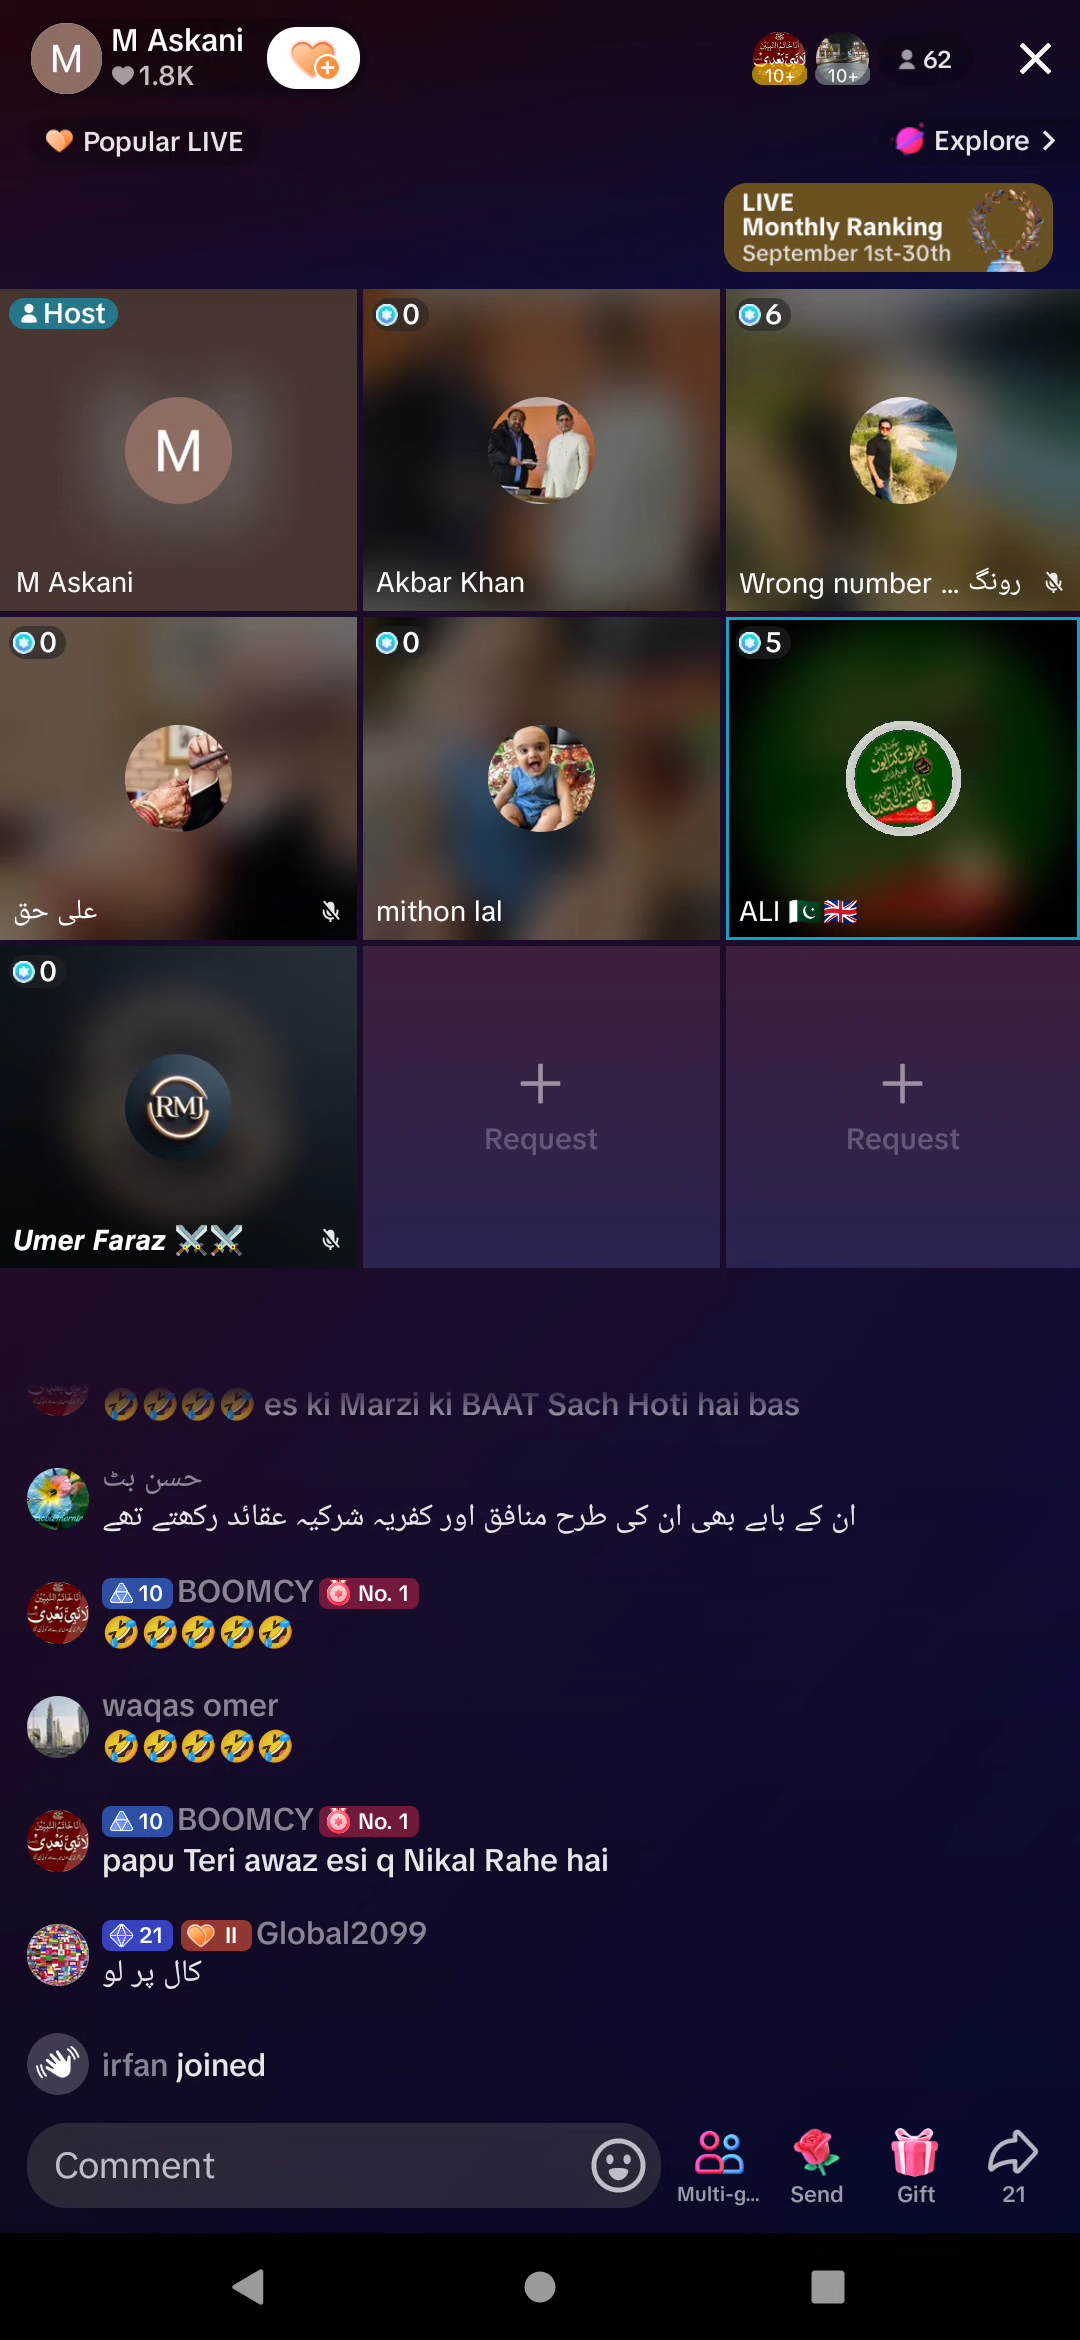 M
M Askani
1.8K
10+
10+
62
Popular LIVE
Explore
LIVE
Monthly Ranking
September 1st-30th
Host
M
M Askani
0
Akbar Khan
6
Wrong number ... رونگ
0
علی حق
0
mithon lal
5
ALI
0
RMJ
Umer Faraz
Request
Request
🤣🤣🤣🤣 es ki Marzi ki BAAT Sach Hoti hai bas
حسن بٹ
ان کے بابے بھی ان کی طرح منافق اور کفریہ شرکیہ عقائد رکھتے تھے
10 BOOMCY No. 1
🤣🤣🤣🤣🤣
waqas omer
🤣🤣🤣🤣🤣
10 BOOMCY No. 1
papu Teri awaz esi q Nikal Rahe hai
21 II Global2099
کال پر لو
irfan joined
Comment
Multi-g...
Send
Gift
21